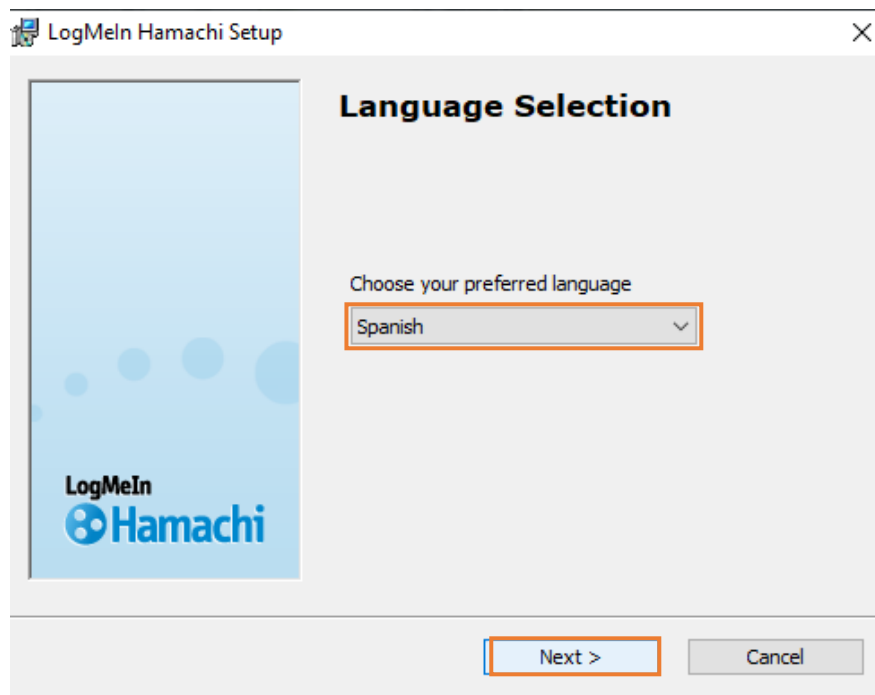 LogMeIn Hamachi Setup
Language Selection
Choose your preferred language
Spanish
LogMeIn
Hamachi
Next >
Cancel